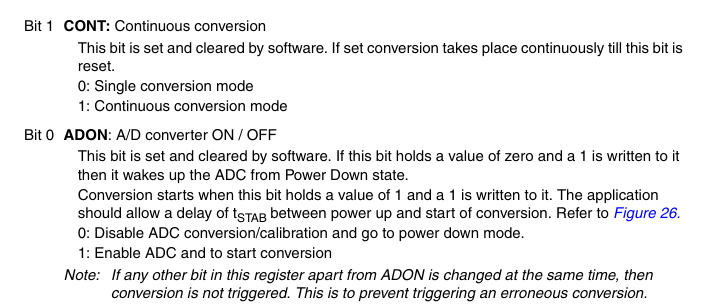 Bit 1 CONT: Continuous conversion
This bit is set and cleared by software. If set conversion takes place continuously till this bit is
reset.
0: Single conversion mode
1: Continuous conversion mode
Bit 0 ADON: A/D converter ON / OFF
This bit is set and cleared by software. If this bit holds a value of zero and a 1 is written to it
then it wakes up the ADC from Power Down state.
Conversion starts when this bit holds a value of 1 and a 1 is written to it. The application
should allow a delay of tSTAB between power up and start of conversion. Refer to Figure 26.
0: Disable ADC conversion/calibration and go to power down mode.
1: Enable ADC and to start conversion
Note: If any other bit in this register apart from ADON is changed at the same time, then
conversion is not triggered. This is to prevent triggering an erroneous conversion.